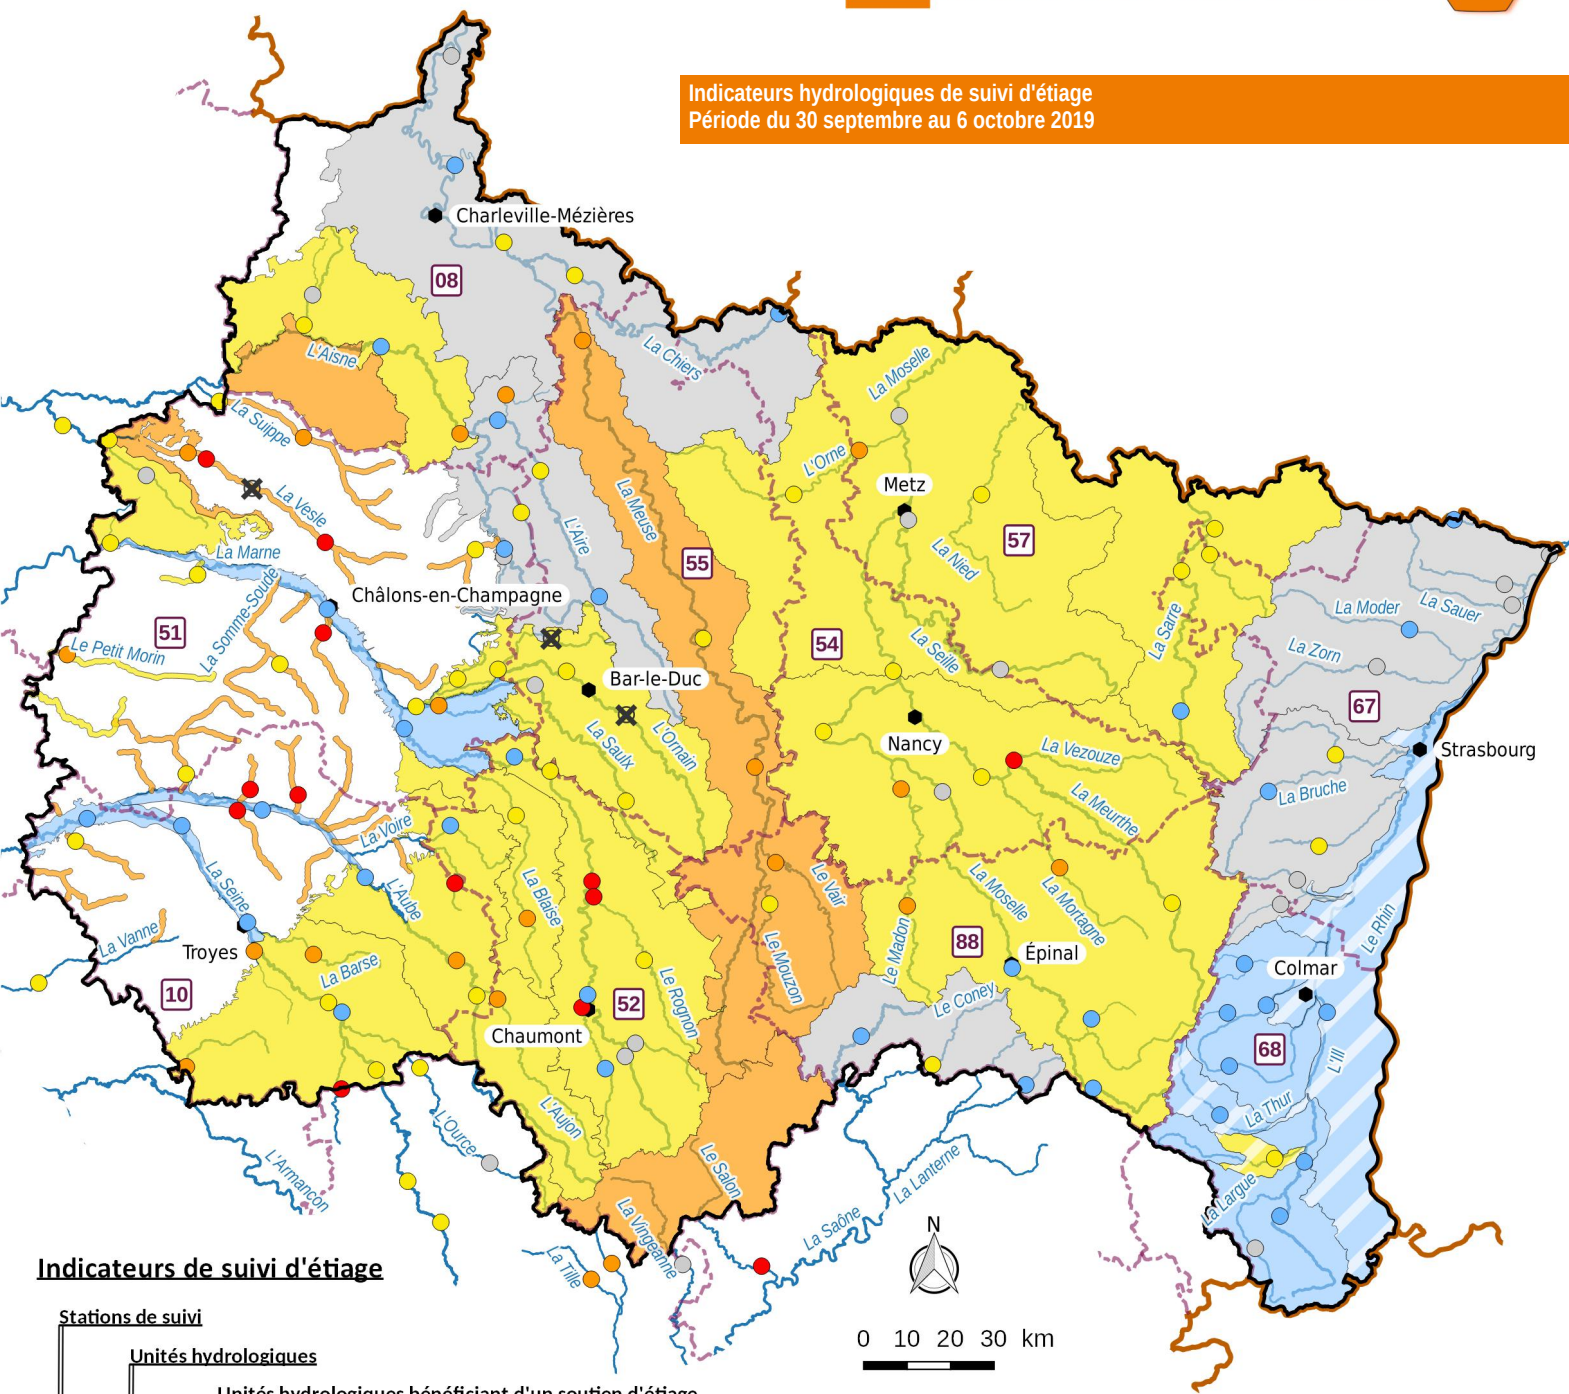 Indicateurs hydrologiques de suivi d'étiage
Période du 30 septembre au 6 octobre 2019
Charleville-Mézières
08
La Chiers
L'Aisne
La Moselle
La Suippe
L'Orne
Metz
La Vesle
La Meuse
L'Aire
La Nied
57
La Marne
55
Châlons-en-Champagne
La Somme-Soude
La Moder
La Sauer
51
Le Petit Morin
54
La Seille
La Sarre
La Zorn
Bar-le-Duc
67
Nancy
La Saulx
L'Ornain
La Vezouze
Strasbourg
La Bruche
La Meurthe
La Voire
La Seine
L'Aube
La Blaise
Le Vair
La Moselle
La Mortagne
Le Rhin
La Vanne
Troyes
La Barse
Le Mouzon
Le Madon
88
Épinal
Colmar
10
52
Le Rognon
Le Coney
Chaumont
68
L'Ill
L'Aujon
L'Ource
La Thur
L'Armançon
Le Salon
La Lanterne
La Largue
La Saône
La Vingeanne
La Tille
N
Indicateurs de suivi d'étiage
Stations de suivi
Unités hydrologiques
Unités hydrologiques bénéficiant d'un soutien d'étiage
0 10 20 30 km